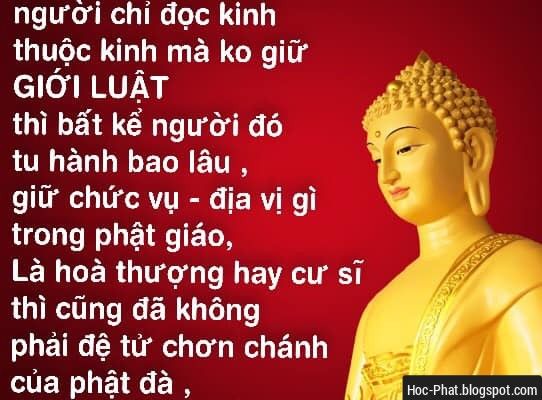 người chỉ đọc kinh
thuộc kinh mà ko giữ
GIỚI LUẬT
thì bất kể người đó
tu hành bao lâu ,
giữ chức vụ - địa vị gì
trong phật giáo,
Là hoà thượng hay cư sĩ
thì cũng đã không
phải đệ tử chơn chánh
của phật đà ,
Hoc-Phat.blogspot.com